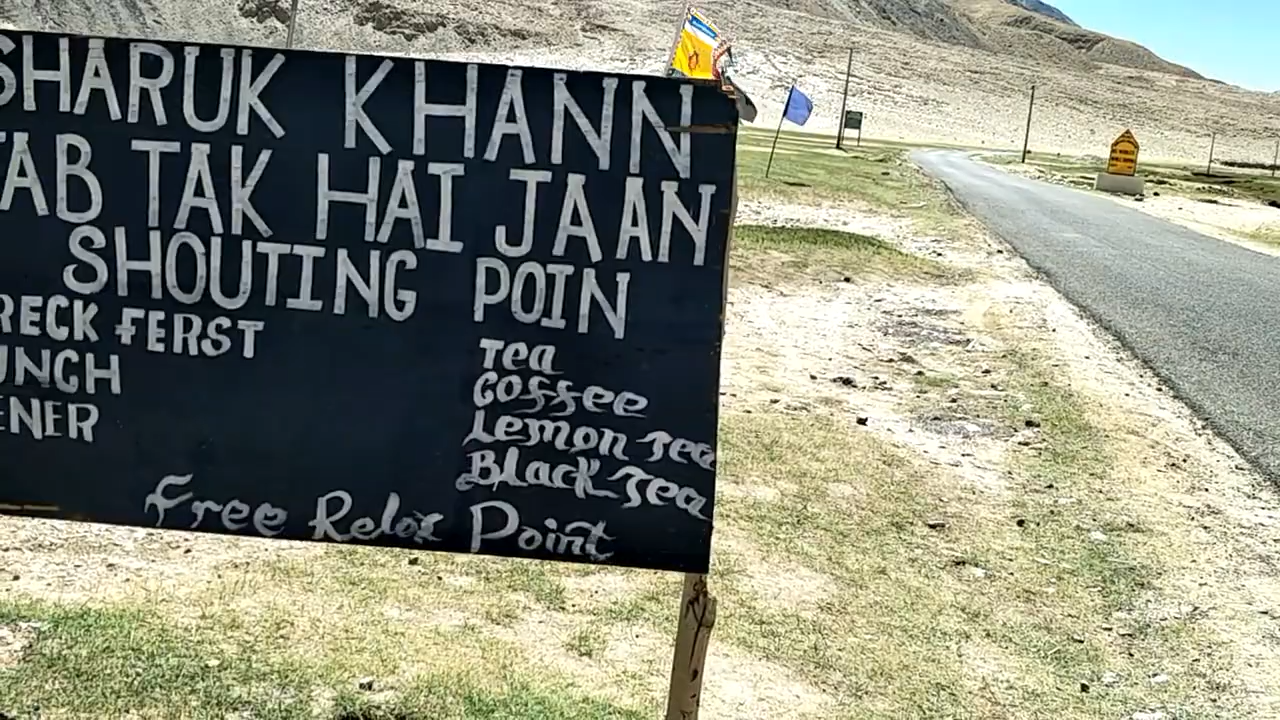 SHARUK KHANN
JAB TAK HAI JAAN
SHOUTING POIN
RECK FERST
UNCH
ENER
Tea
Coffee
Lemon Tea
Black Tea
Free Relax Point